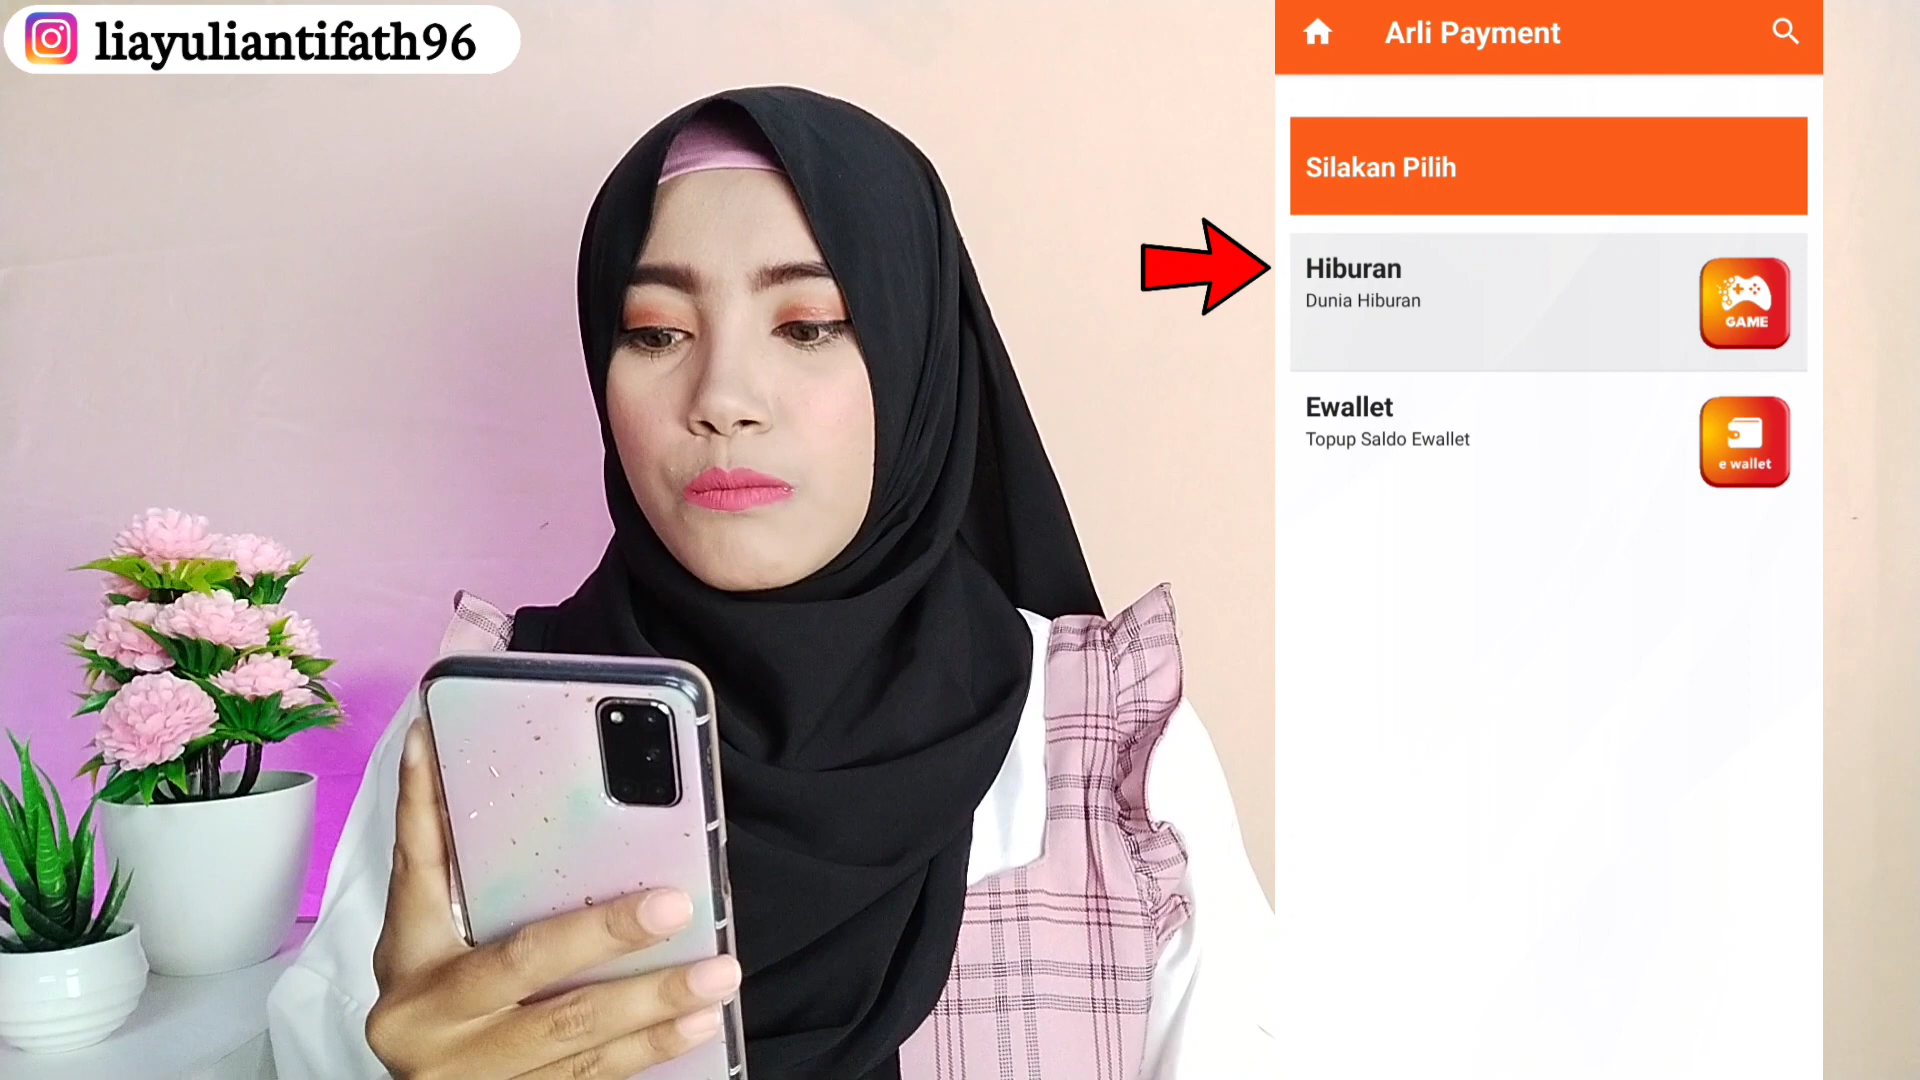 liayuliantifath96
Arli Payment
Silakan Pilih
Hiburan
Dunia Hiburan
GAME
Ewallet
Topup Saldo Ewallet
e wallet